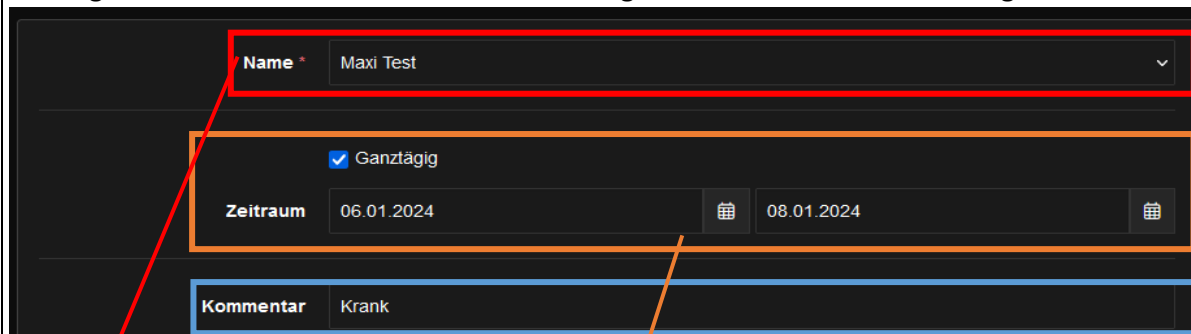 Name * Maxi Test
Ganztägig
Zeitraum 06.01.2024 08.01.2024
Kommentar Krank